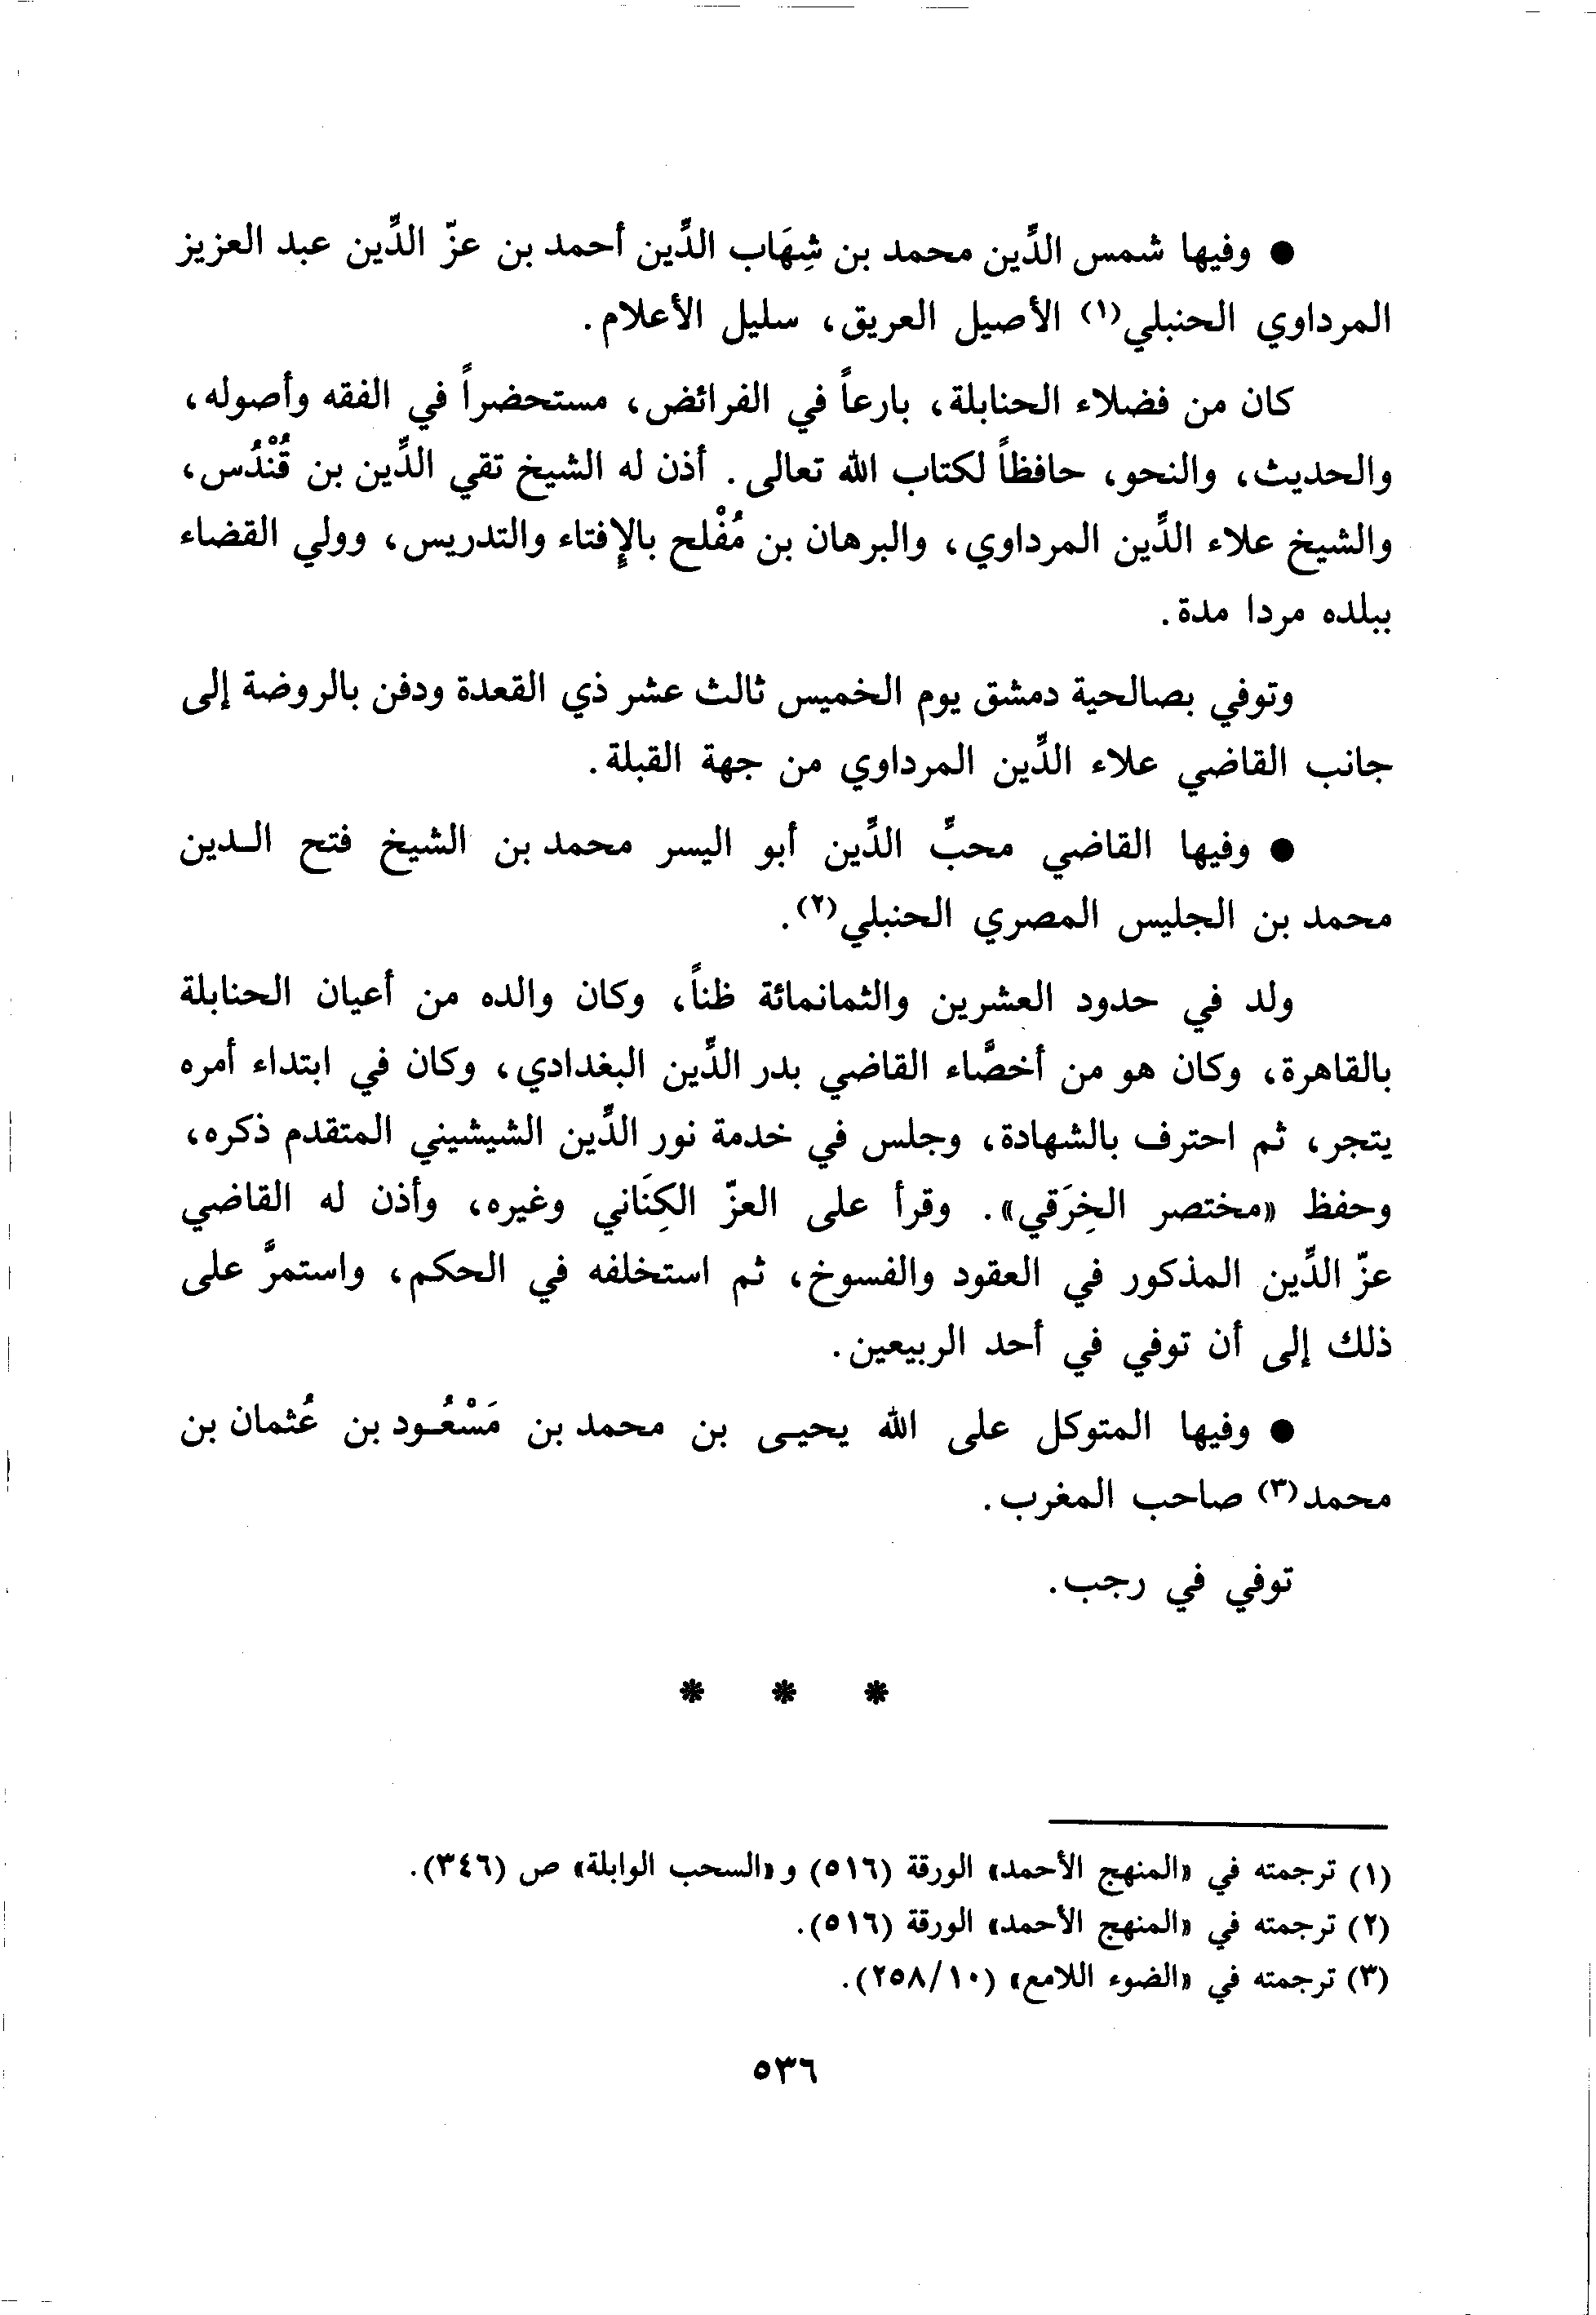 ● وفيها شمس الدِّين محمد بن شِهَاب الدِّين أحمد بن عزّ الدِّين عبد العزيز
المرداوي الحنبلي(١) الأصيل العريق، سليل الأعلام.
كان من فضلاء الحنابلة، بارعاً في الفرائض، مستحضراً في الفقه وأصوله،
والحديث، والنحو، حافظاً لكتاب الله تعالى. أذن له الشيخ تقي الدِّين بن قُنْدُس،
والشيخ علاء الدِّين المرداوي، والبرهان بن مُفْلح بالإِفتاء والتدريس، وولي القضاء
ببلده مردا مدة.
وتوفي بصالحية دمشق يوم الخميس ثالث عشر ذي القعدة ودفن بالروضة إلى
جانب القاضي علاء الدِّين المرداوي من جهة القبلة.
● وفيها القاضي محبِّ الدِّين أبو اليسر محمد بن الشيخ فتح الـدين
محمد بن الجليس المصري الحنبلي(٢).
ولد في حدود العشرين والثمانمائة ظناً، وكان والده من أعيان الحنابلة
بالقاهرة، وكان هو من أخصَّاء القاضي بدر الدِّين البغدادي، وكان في ابتداء أمره
يتجر، ثم احترف بالشهادة، وجلس في خدمة نور الدِّين الشيشيني المتقدم ذكره،
وحفظ «مختصر الخِرَقي». وقرأ على العزّ الكِنَاني وغيره، وأذن له القاضي
عزّ الدِّين المذكور في العقود والفسوخ، ثم استخلفه في الحكم، واستمرَّ على
ذلك إلى أن توفي في أحد الربيعين.
● وفيها المتوكل على الله يحيـى بن محمد بن مَسْعُـود بن عُثمان بن
محمد(٣) صاحب المغرب.
توفي في رجب.
* * *
(١) ترجمته في «المنهج الأحمد» الورقة (٥١٦) و«السحب الوابلة» ص (٣٤٦).
(٢) ترجمته في «المنهج الأحمد» الورقة (٥١٦).
(٣) ترجمته في «الضوء اللامع» (٢٥٨/١٠).
٥٣٦